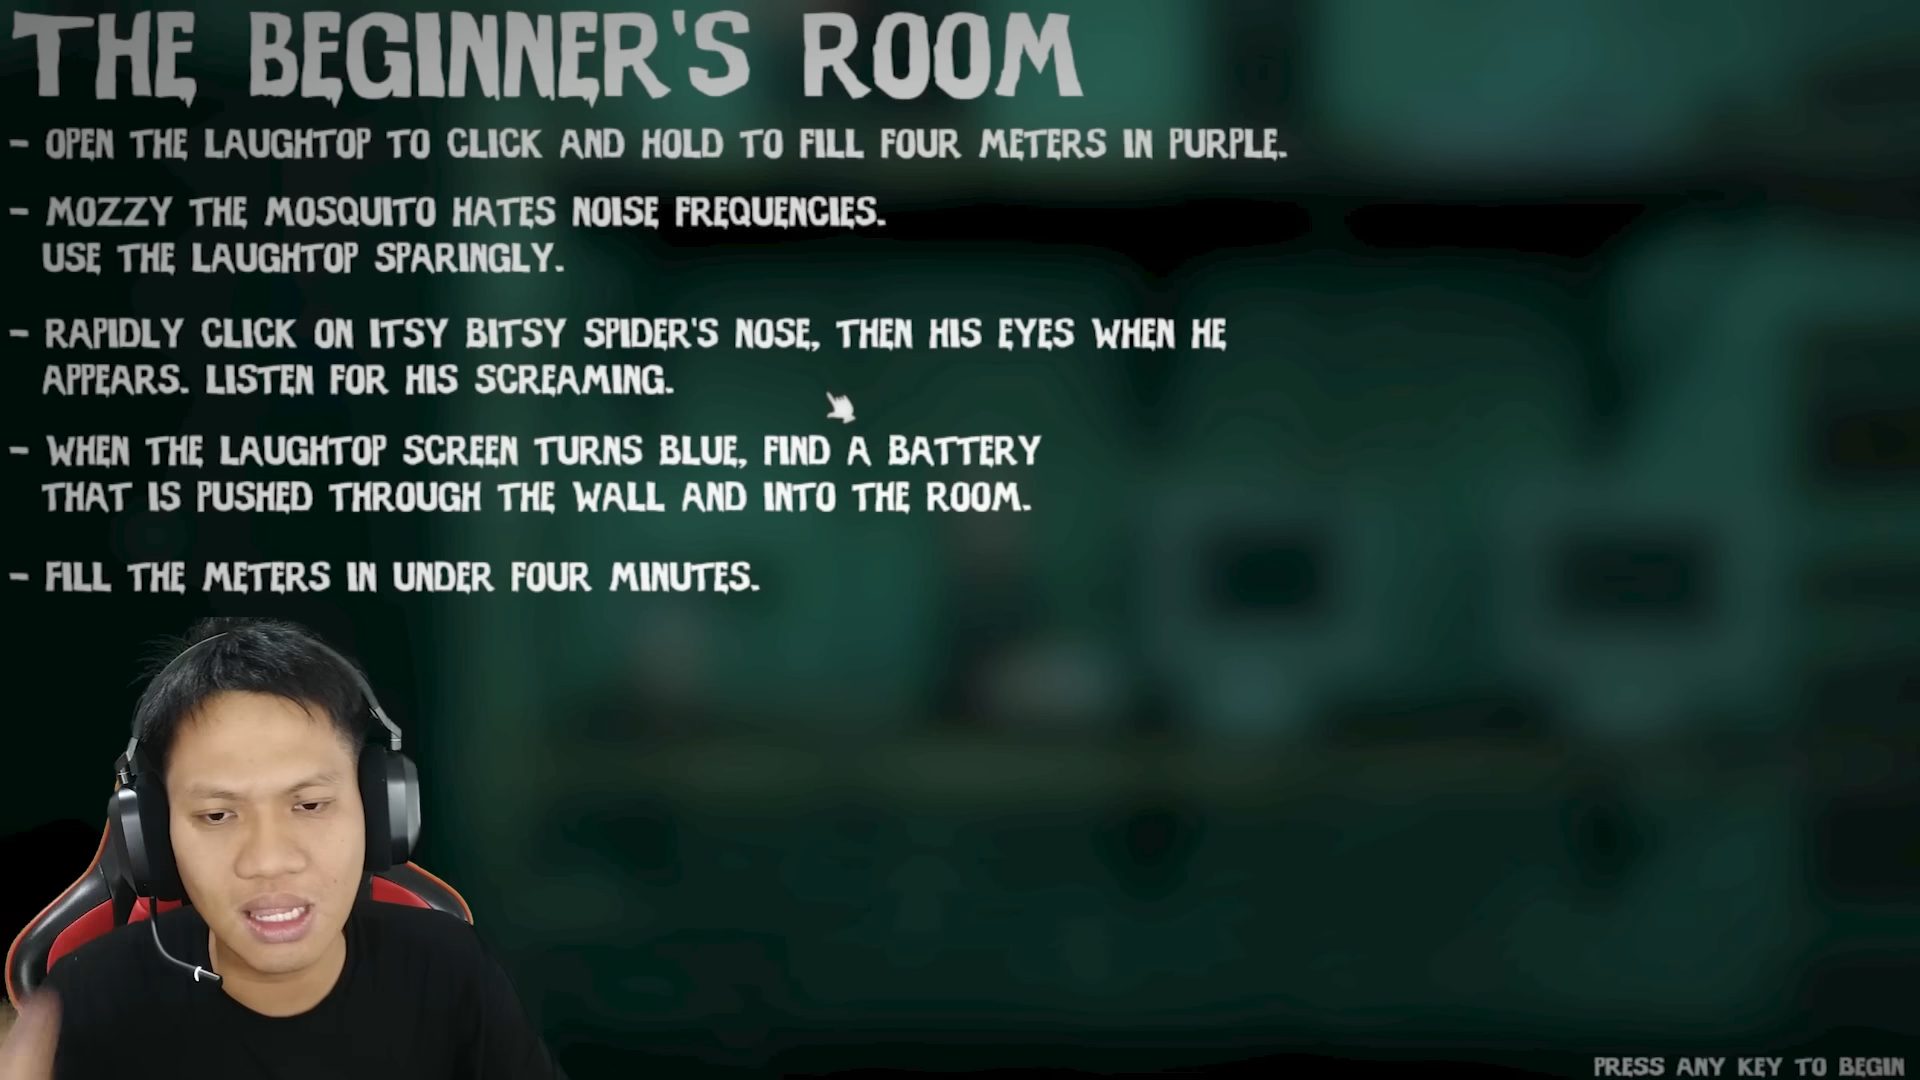 THE BEGINNER'S ROOM
- OPEN THE LAUGHTOP TO CLICK AND HOLD TO FILL FOUR METERS IN PURPLE.
- MOZZY THE MOSQUITO HATES NOISE FREQUENCIES.
USE THE LAUGHTOP SPARINGLY.
- RAPIDLY CLICK ON ITSY BITSY SPIDER'S NOSE, THEN HIS EYES WHEN HE
APPEARS. LISTEN FOR HIS SCREAMING.
- WHEN THE LAUGHTOP SCREEN TURNS BLUE, FIND A BATTERY
THAT IS PUSHED THROUGH THE WALL AND INTO THE ROOM.
- FILL THE METERS IN UNDER FOUR MINUTES.
PRESS ANY KEY TO BEGIN